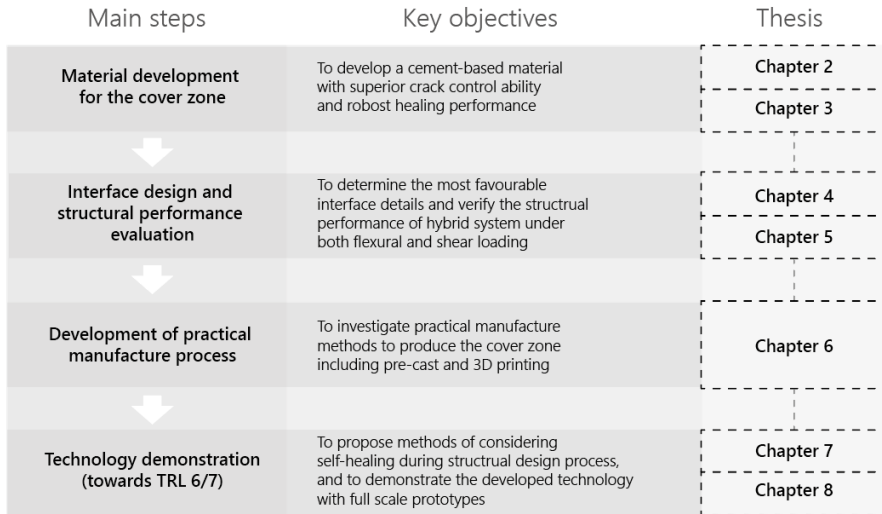 Main steps
Key objectives
Thesis
Material development
for the cover zone
To develop a cement-based material
with superior crack control ability
and robost healing performance
Chapter 2
Chapter 3
Interface design and
structural performance
evaluation
To determine the most favourable
interface details and verify the structrual
performance of hybrid system under
both flexural and shear loading
Chapter 4
Chapter 5
Development of practical
manufacture process
To investigate practical manufacture
methods to produce the cover zone
including pre-cast and 3D printing
Chapter 6
Technology demonstration
(towards TRL 6/7)
To propose methods of considering
self-healing during structrual design process,
and to demonstrate the developed technology
with full scale prototypes
Chapter 7
Chapter 8